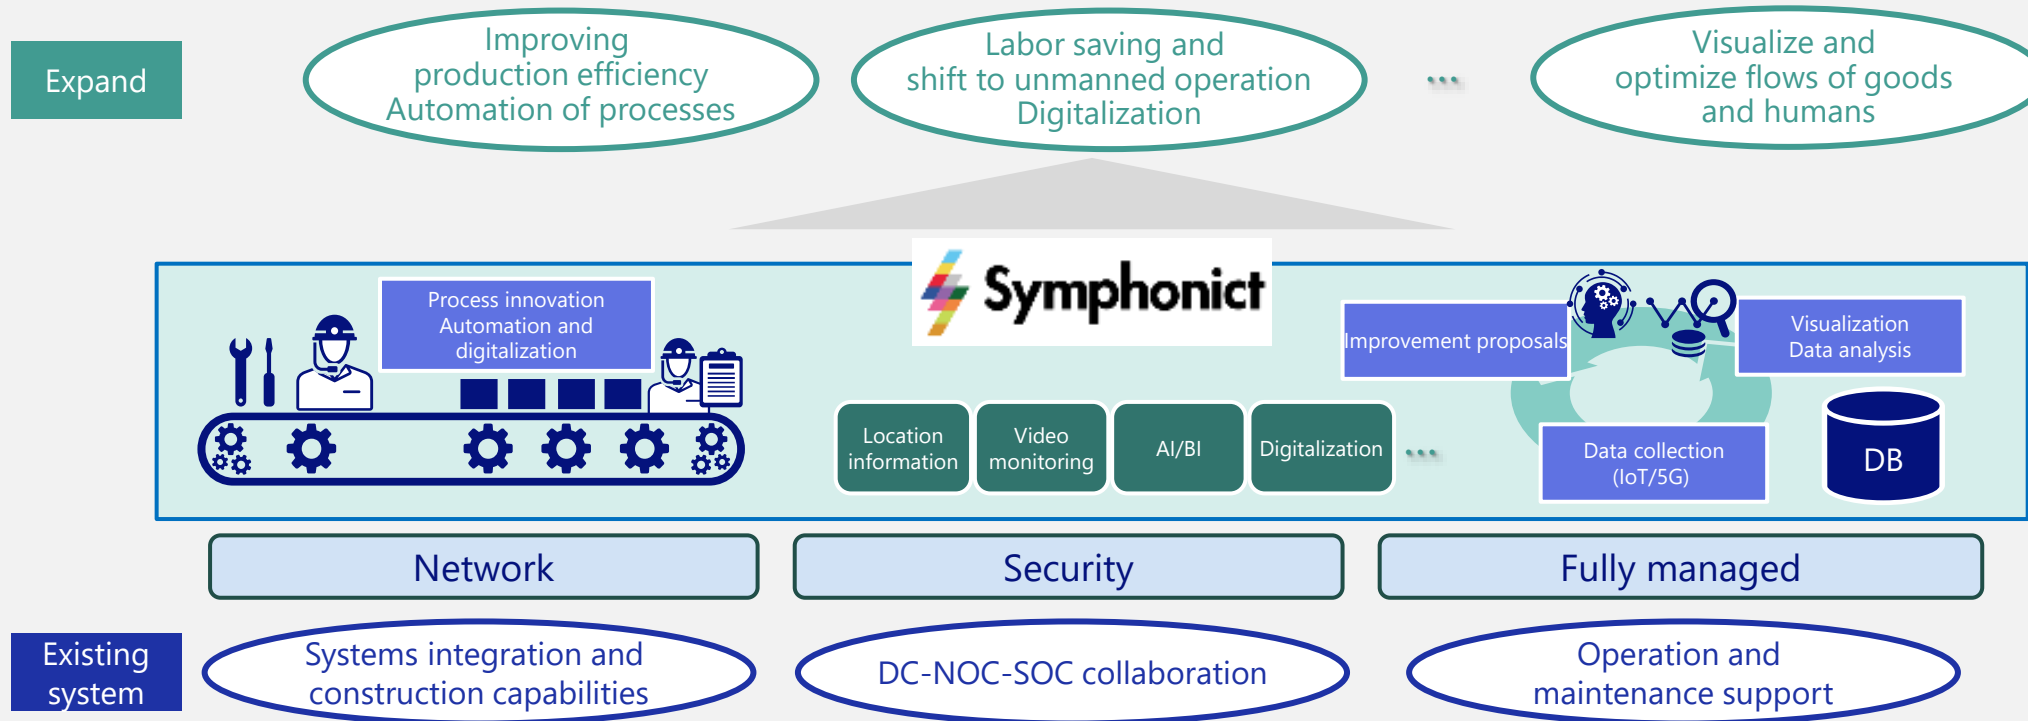 Expand
Improving
production efficiency
Automation of processes
Labor saving and
shift to unmanned operation
Digitalization
...
Visualize and
optimize flows of goods
and humans
Symphonict
Process innovation
Automation and
digitalization
Location
information
Video
monitoring
AI/BI
Digitalization
...
Improvement proposals
Visualization
Data analysis
Data collection
(IoT/5G)
DB
Network
Security
Fully managed
Existing
system
Systems integration and
construction capabilities
DC-NOC-SOC collaboration
Operation and
maintenance support